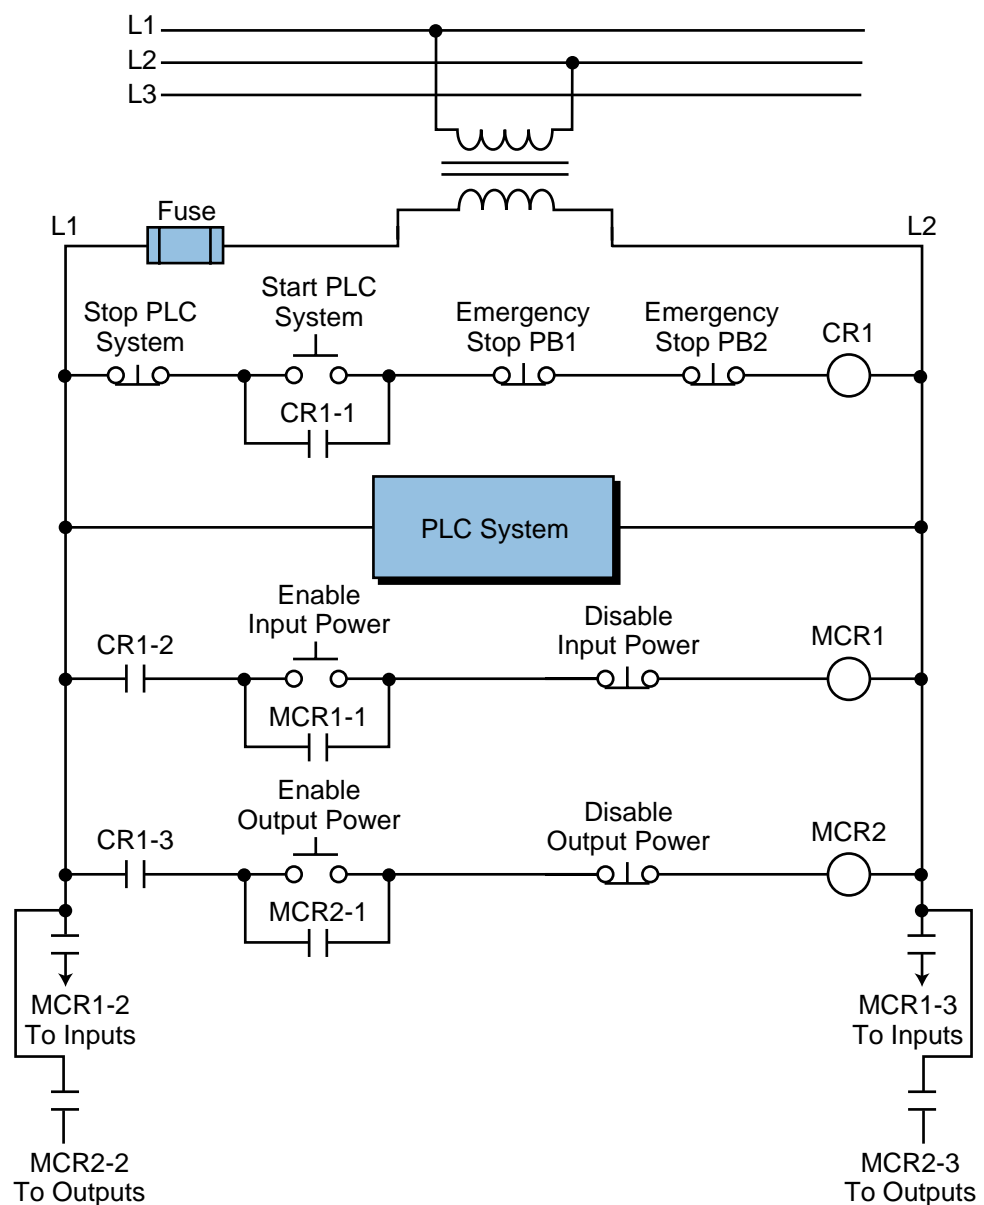 L1
L2
L3
L1
Fuse
L2
Stop PLC
System
Start PLC
System
Emergency
Stop PB1
Emergency
Stop PB2
CR1
CR1-1
PLC System
CR1-2
Enable
Input Power
Disable
Input Power
MCR1
MCR1-1
CR1-3
Enable
Output Power
Disable
Output Power
MCR2
MCR2-1
MCR1-2
To Inputs
MCR1-3
To Inputs
MCR2-2
To Outputs
MCR2-3
To Outputs